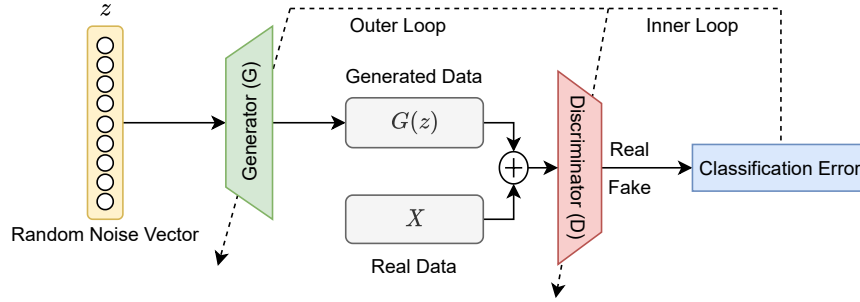 z
Outer Loop
Inner Loop
Generated Data
Generator (G)
G(z)
Discriminator (D)
Real
Fake
Classification Error
X
Random Noise Vector
Real Data